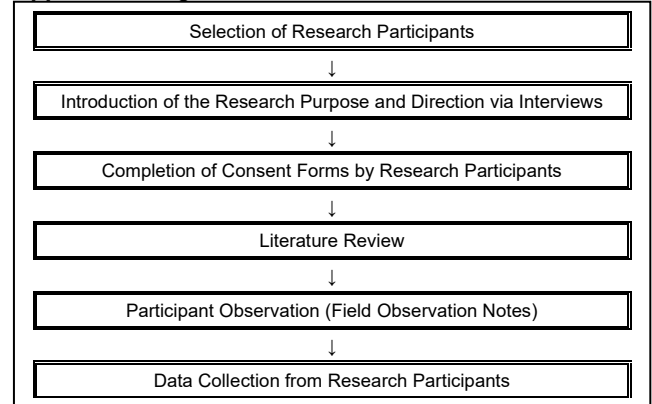 Selection of Research Participants
↓
Introduction of the Research Purpose and Direction via Interviews
↓
Completion of Consent Forms by Research Participants
↓
Literature Review
↓
Participant Observation (Field Observation Notes)
↓
Data Collection from Research Participants